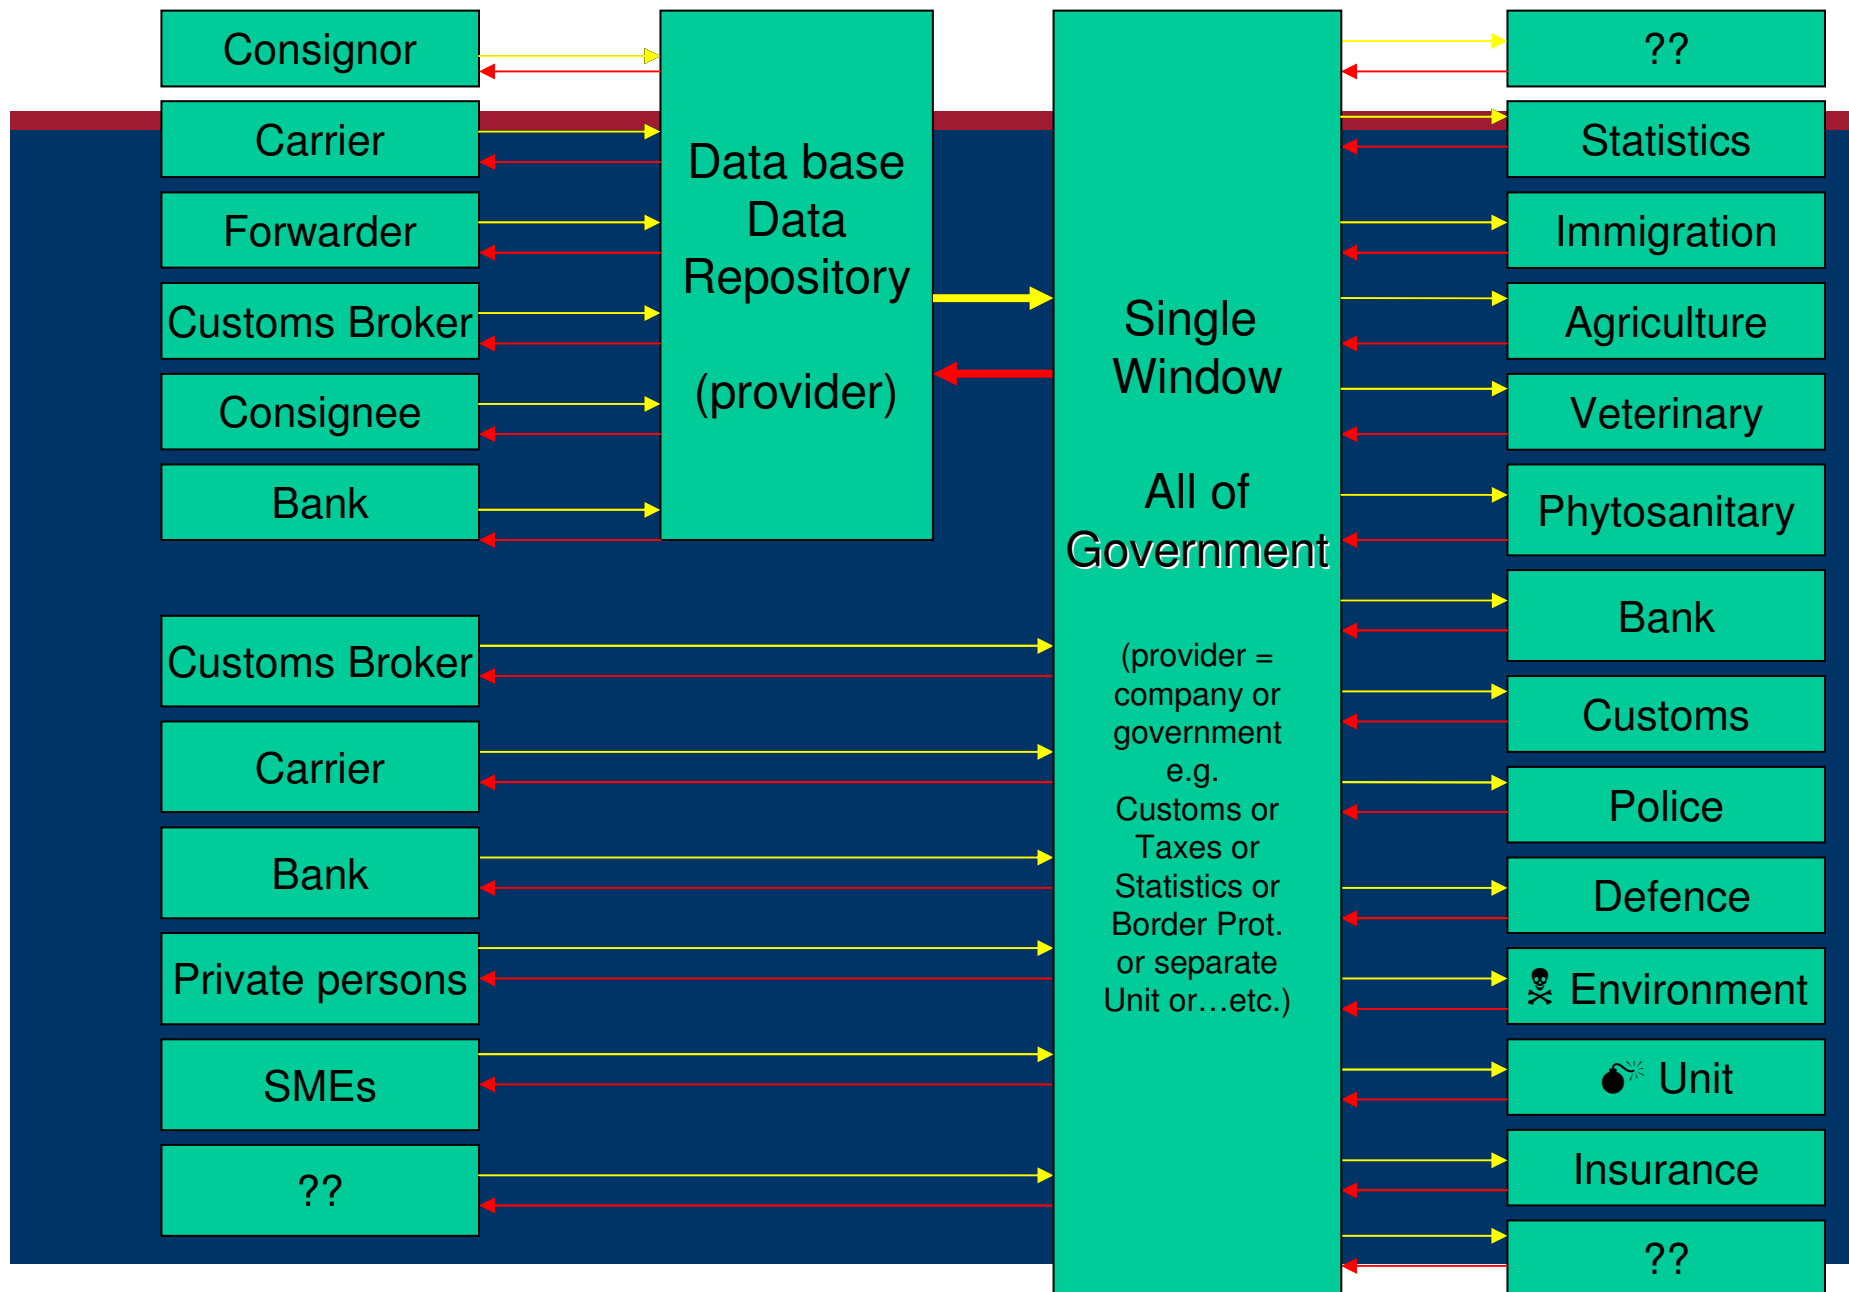 Consignor
Carrier
Forwarder
Customs Broker
Consignee
Bank
Customs Broker
Carrier
Bank
Private persons
SMEs
??
Data base
Data
Repository
(provider)
Single
Window
All of
Government
(provider =
company or
government
e.g.
Customs or
Taxes or
Statistics or
Border Prot.
or separate
Unit or…etc.)
??
Statistics
Immigration
Agriculture
Veterinary
Phytosanitary
Bank
Customs
Police
Defence
☠ Environment
💣 Unit
Insurance
??